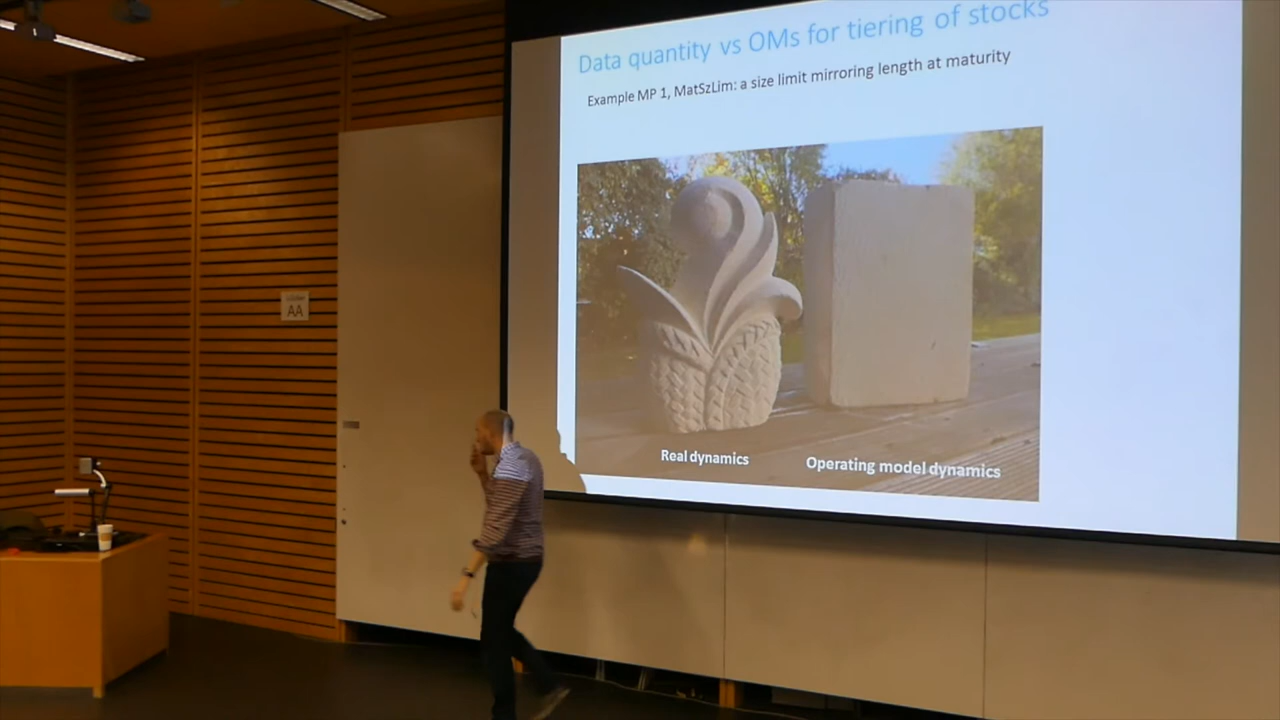 Data quantity vs OMs for tiering of stocks
Example MP 1, MatSzLim: a size limit mirroring length at maturity
AA
Real dynamics
Operating model dynamics